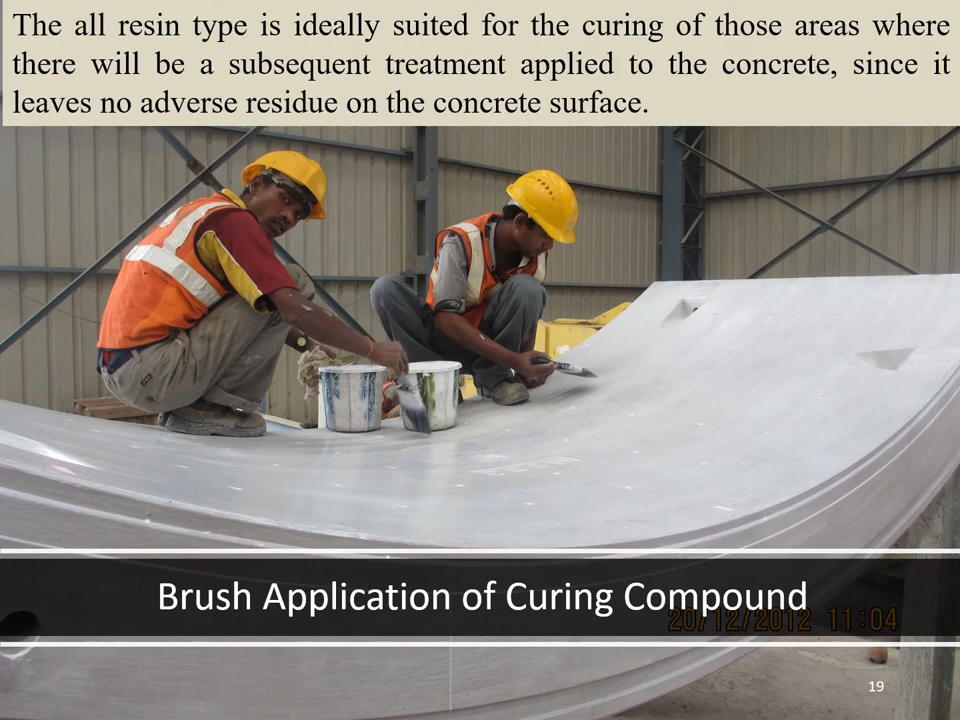 The all resin type is ideally suited for the curing of those areas where
there will be a subsequent treatment applied to the concrete, since it
leaves no adverse residue on the concrete surface.
Brush Application of Curing Compound
20/12/2012 11:04
19